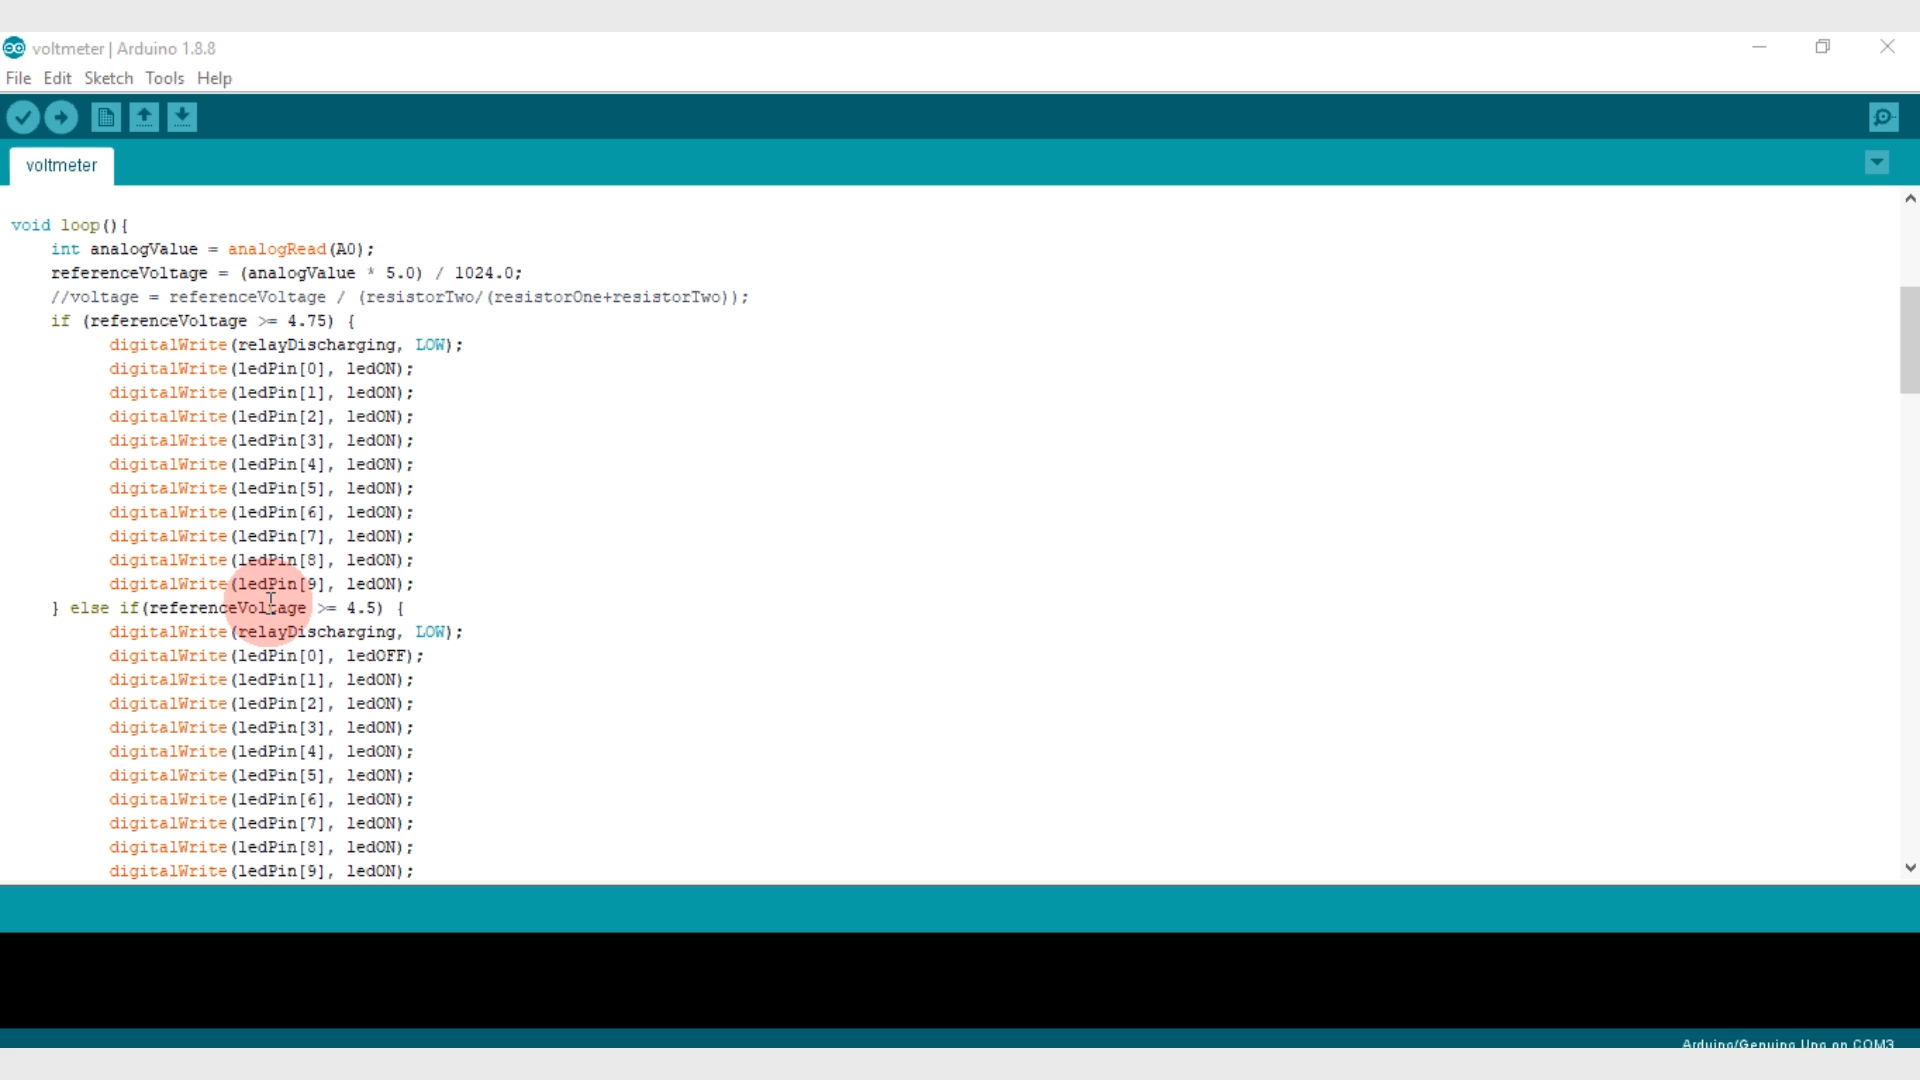 voltmeter | Arduino 1.8.8
File Edit Sketch Tools Help
voltmeter
void loop(){
int analogValue = analogRead(A0);
referenceVoltage = (analogValue * 5.0) / 1024.0;
//voltage = referenceVoltage / (resistorTwo/(resistorOne+resistorTwo));
if (referenceVoltage >= 4.75) {
digitalWrite(relayDischarging, LOW);
digitalWrite(ledPin[0], ledON);
digitalWrite(ledPin[1], ledON);
digitalWrite(ledPin[2], ledON);
digitalWrite(ledPin[3], ledON);
digitalWrite(ledPin[4], ledON);
digitalWrite(ledPin[5], ledON);
digitalWrite(ledPin[6], ledON);
digitalWrite(ledPin[7], ledON);
digitalWrite(ledPin[8], ledON);
digitalWrite(ledPin[9], ledON);
} else if(referenceVoltage >= 4.5) {
digitalWrite(relayDischarging, LOW);
digitalWrite(ledPin[0], ledOFF);
digitalWrite(ledPin[1], ledON);
digitalWrite(ledPin[2], ledON);
digitalWrite(ledPin[3], ledON);
digitalWrite(ledPin[4], ledON);
digitalWrite(ledPin[5], ledON);
digitalWrite(ledPin[6], ledON);
digitalWrite(ledPin[7], ledON);
digitalWrite(ledPin[8], ledON);
digitalWrite(ledPin[9], ledON);
Arduino/Genuino Uno on COM3